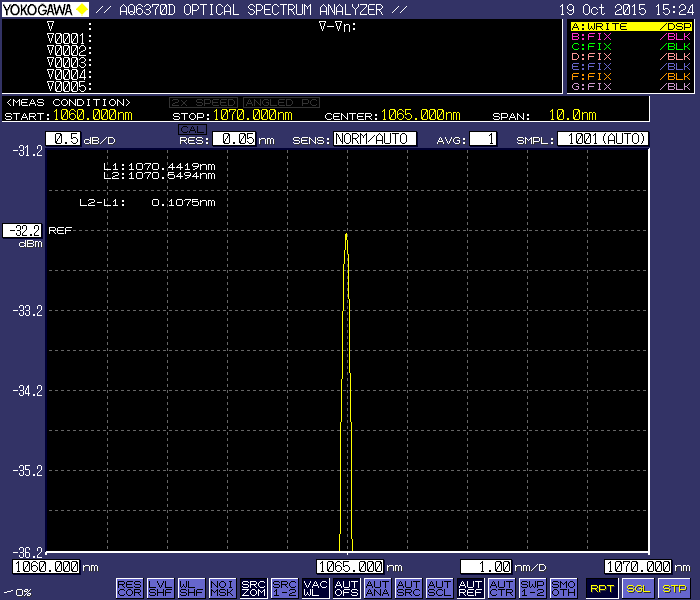 YOKOGAWA // AQ6370D OPTICAL SPECTRUM ANALYZER // 19 Oct 2015 15:24
∇ : ∇-∇n:
∇0001:
∇0002:
∇0003:
∇0004:
∇0005:
A:WRITE /DSP
B:FIX /BLK
C:FIX /BLK
D:FIX /BLK
E:FIX /BLK
F:FIX /BLK
G:FIX /BLK
<MEAS CONDITION> 2X SPEED ANGLED PC
START:1060.000nm STOP:1070.000nm CENTER:1065.000nm SPAN: 10.0nm
CAL
0.5 dB/D RES: 0.05 nm SENS: NORM/AUTO AVG: 1 SMPL: 1001(AUTO)
-31.2
L1:1070.4419nm
L2:1070.5494nm
L2-L1: 0.1075nm
-32.2 REF
dBm
-33.2
-34.2
-35.2
-36.2
1060.000 nm 1065.000 nm 1.00 nm/D 1070.000 nm
0%
RES COR
LVL SHF
WL SHF
NOI MSK
SRC ZOM
SRC 1-2
VAC WL
AUT OFS
AUT ANA
AUT SRC
AUT SCL
AUT REF
AUT CTR
SWP 1-2
SMO OTH
RPT
SGL
STP